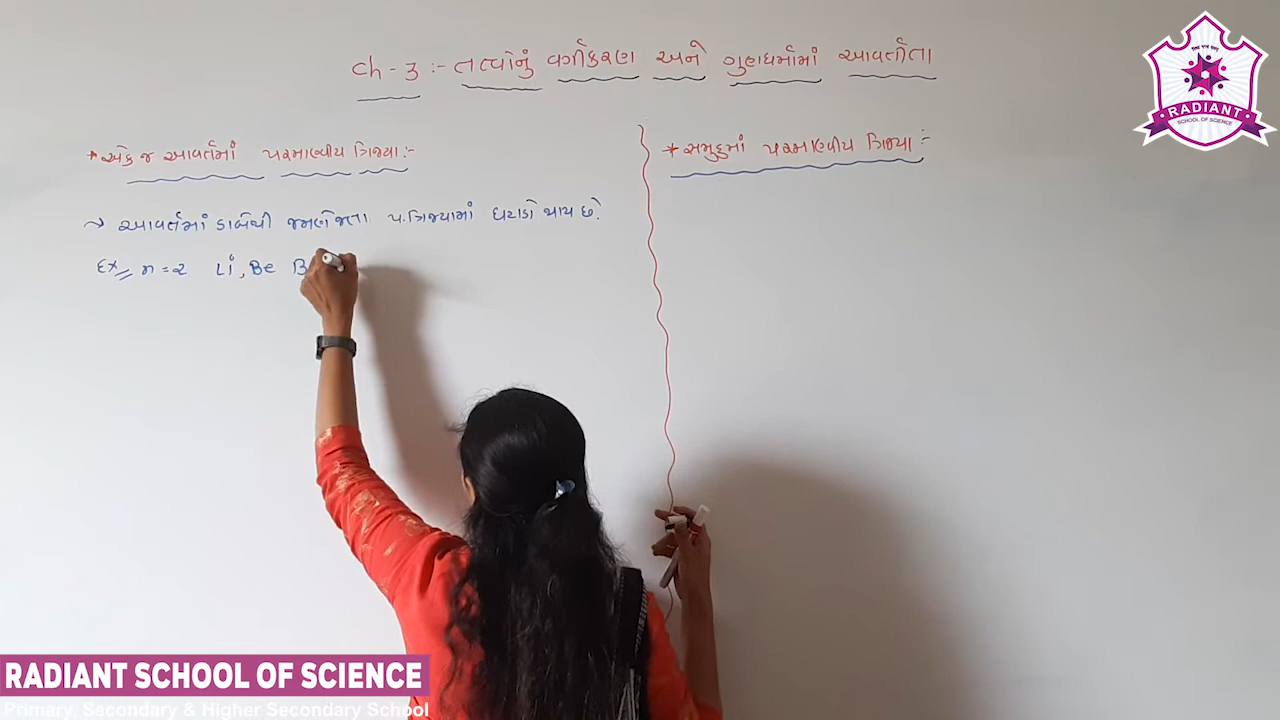 Ch - 3 :- તત્વોનું વર્ગીકરણ અને ગુણધર્મોમાં આવર્તીતા
* એક જ આવર્તમાં પરમાણ્વીય ત્રિજ્યા :-
→ આવર્તમાં ડાબેથી જમણે જતા પ.ત્રિજ્યામાં ઘટાડો થાય છે.
Ex n = 2 Li, Be B
* સમુહમાં પરમાણ્વીય ત્રિજ્યા :-
RADIANT
SCHOOL OF SCIENCE
RADIANT SCHOOL OF SCIENCE
Primary, Secondary & Higher Secondary School